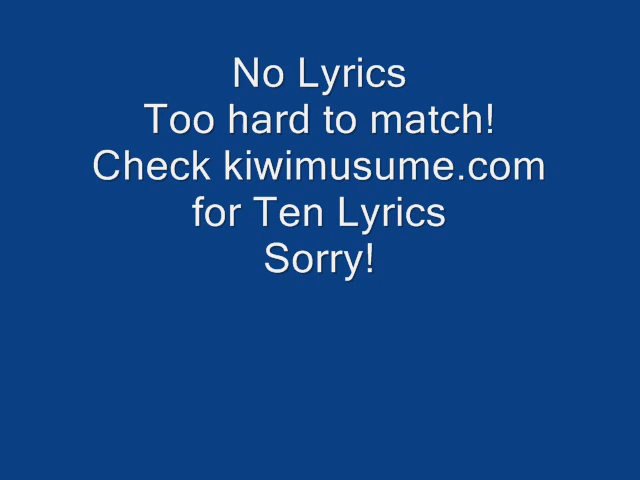 No Lyrics
Too hard to match!
Check kiwimusume.com
for Ten Lyrics
Sorry!